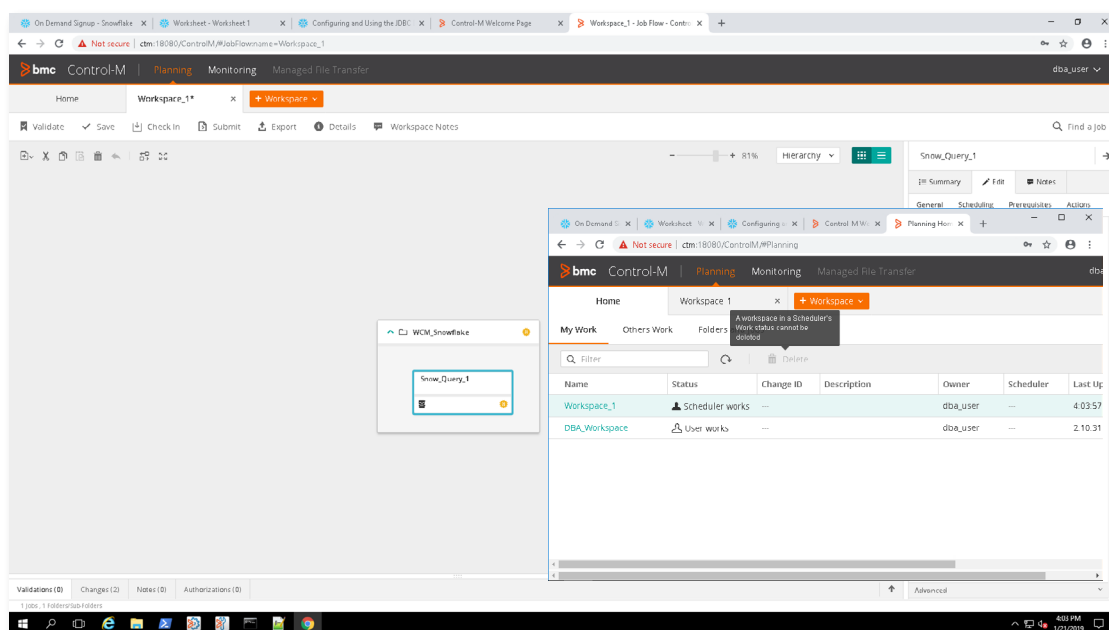 On Demand Signup - Snowflake
Worksheet - Worksheet 1
Configuring and Using the JDBC
Control-M Welcome Page
Workspace_1 - Job Flow - Contro
Not secure | ctm:18080/ControlM/#JobFlow:name=Workspace_1
bmc Control-M | Planning Monitoring Managed File Transfer
dba_user
Home
Workspace_1*
+ Workspace
Validate Save Check In Submit Export Details Workspace Notes
Find a Job
81%
Hierarchy
Snow_Query_1
Summary Edit Notes
General Scheduling Prerequisites Actions
WCM_Snowflake
Snow_Query_1
On Demand S
Worksheet
Configuring
Control M W
Planning Hom
Not secure | ctm:18080/ControlM/#Planning
bmc Control-M | Planning Monitoring Managed File Transfer
dba
Home
Workspace 1
+ Workspace
My Work Others Work Folders
A workspace in a Scheduler's
Work status cannot be
deleted
Filter
Delete
Name Status Change ID Description Owner Scheduler Last Up
Workspace_1 Scheduler works --- dba_user --- 4:03:57
DBA_Workspace User works --- dba_user --- 2.10.31
Validations (0) Changes (2) Notes (0) Authorizations (0)
Advanced
1 Jobs, 1 Folders/Sub-Folders
4:03 PM
1/21/2019